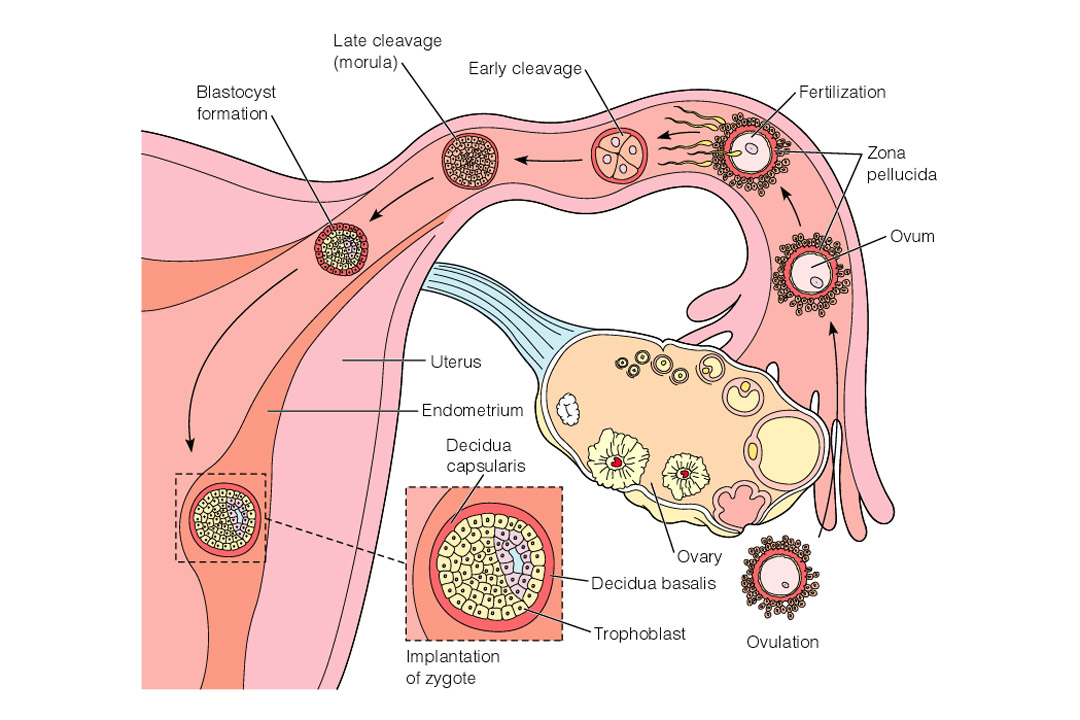 Late cleavage
(morula)
Early cleavage
Blastocyst
formation
Fertilization
Zona
pellucida
Ovum
Uterus
Endometrium
Decidua
capsularis
Ovary
Decidua basalis
Trophoblast
Ovulation
Implantation
of zygote